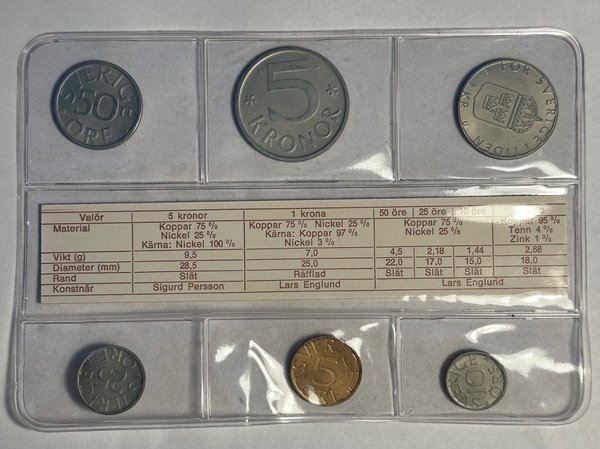 SVERIGE
50
ÖRE
5
KRONOR
FÖR SVERIGE I TIDEN
1 KR
Valör 5 kronor 1 krona 50 öre 25 öre 10 öre
Material Koppar 75 % Koppar 75 % Nickel 25 % Koppar 75 % Koppar 95 %
Nickel 25 % Kärna: Koppar 97 % Nickel 25 % Tenn 4 %
Kärna: Nickel 100 % Nickel 3 % Zink 1 %
Vikt (g) 9,5 7,0 4,5 2,18 1,44 2,68
Diameter (mm) 28,5 25,0 22,0 17,0 15,0 18,0
Rand Slät Räfflad Slät Slät Slät Slät
Konstnär Sigurd Persson Lars Englund Lars Englund
SVERIGE
25
ÖRE
SVERIGE
5
ÖRE
SVERIGE
10
ÖRE